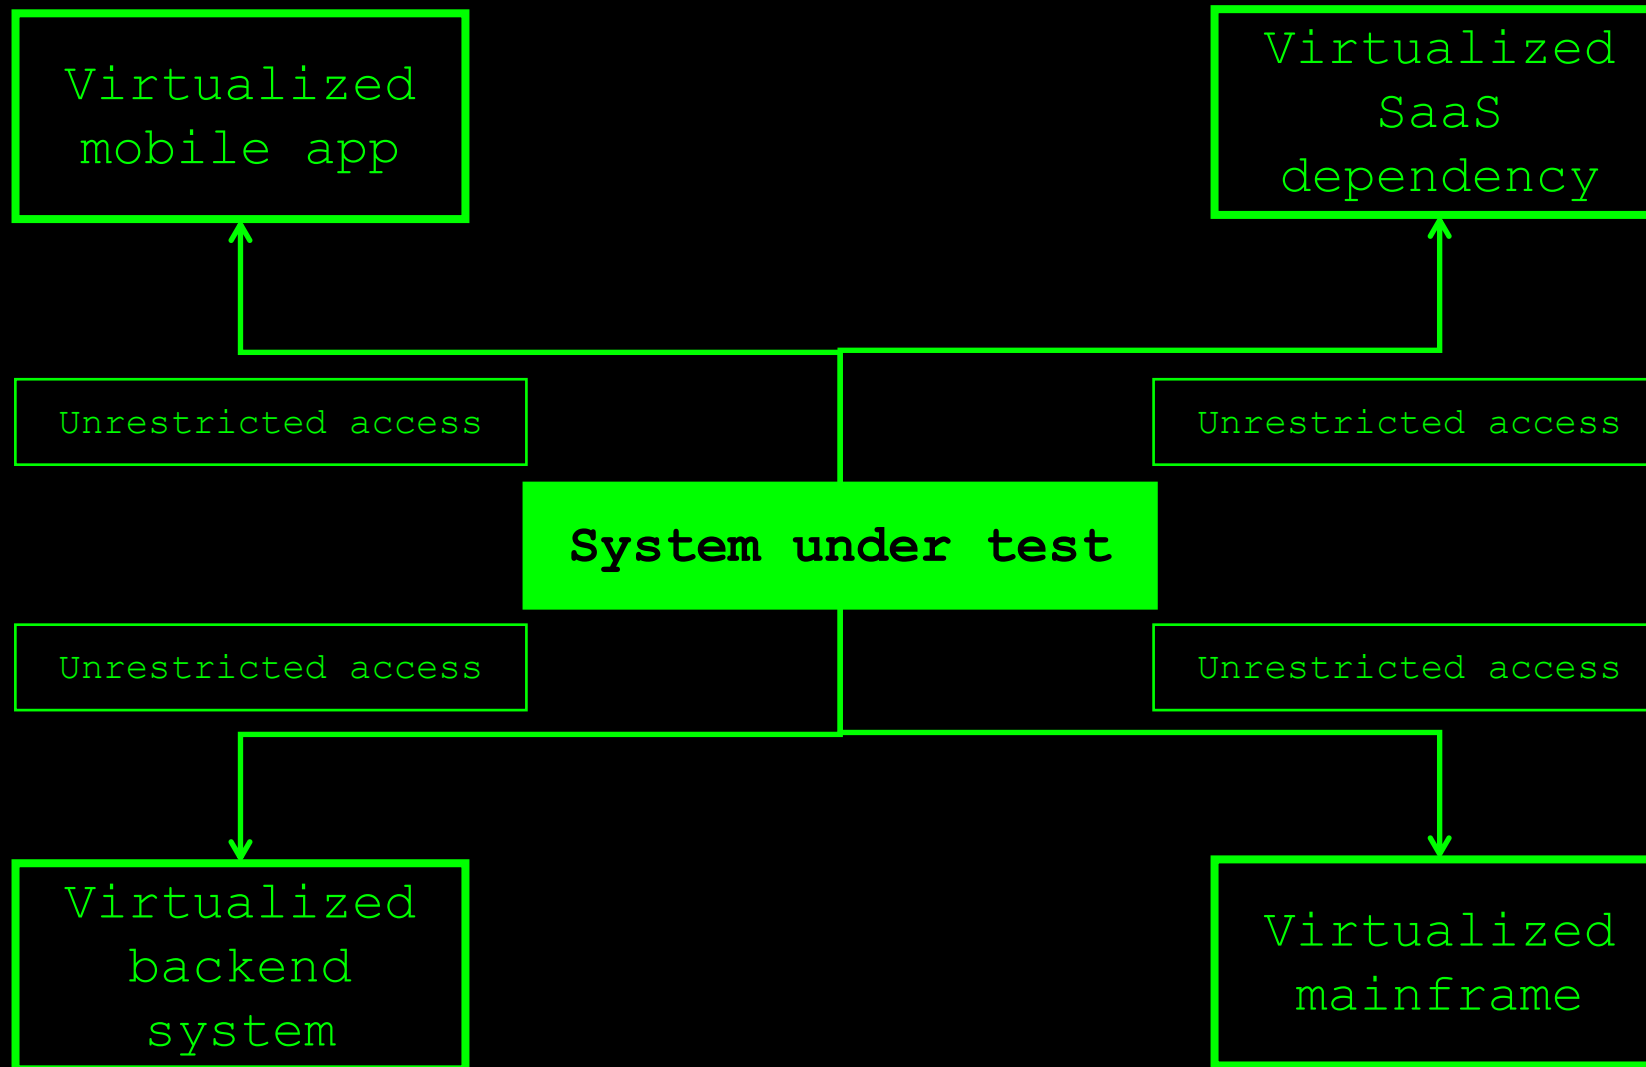 Virtualized
mobile app
Virtualized
SaaS
dependency
Unrestricted access
Unrestricted access
System under test
Unrestricted access
Unrestricted access
Virtualized
backend
system
Virtualized
mainframe